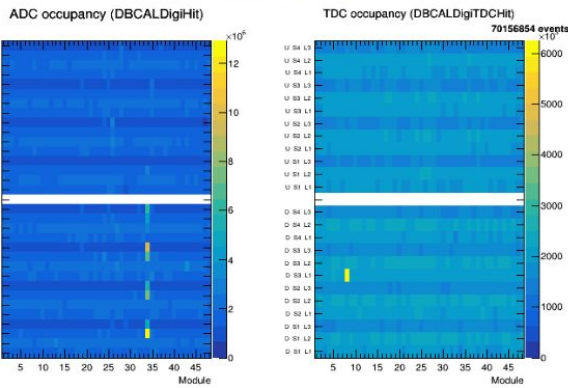 ADC occupancy (DBCALDigiHit)
×10⁶
12
10
8
6
4
2
0
5 10 15 20 25 30 35 40 45
Module
TDC occupancy (DBCALDigiTDCHit)
70156854 events
6000
5000
4000
3000
2000
1000
0
U S4 L3
U S4 L2
U S4 L1
U S3 L3
U S3 L2
U S3 L1
U S2 L3
U S2 L2
U S2 L1
U S1 L3
U S1 L2
U S1 L1
D S4 L3
D S4 L2
D S4 L1
D S3 L3
D S3 L2
D S3 L1
D S2 L3
D S2 L2
D S2 L1
D S1 L3
D S1 L2
D S1 L1
5 10 15 20 25 30 35 40 45
Module